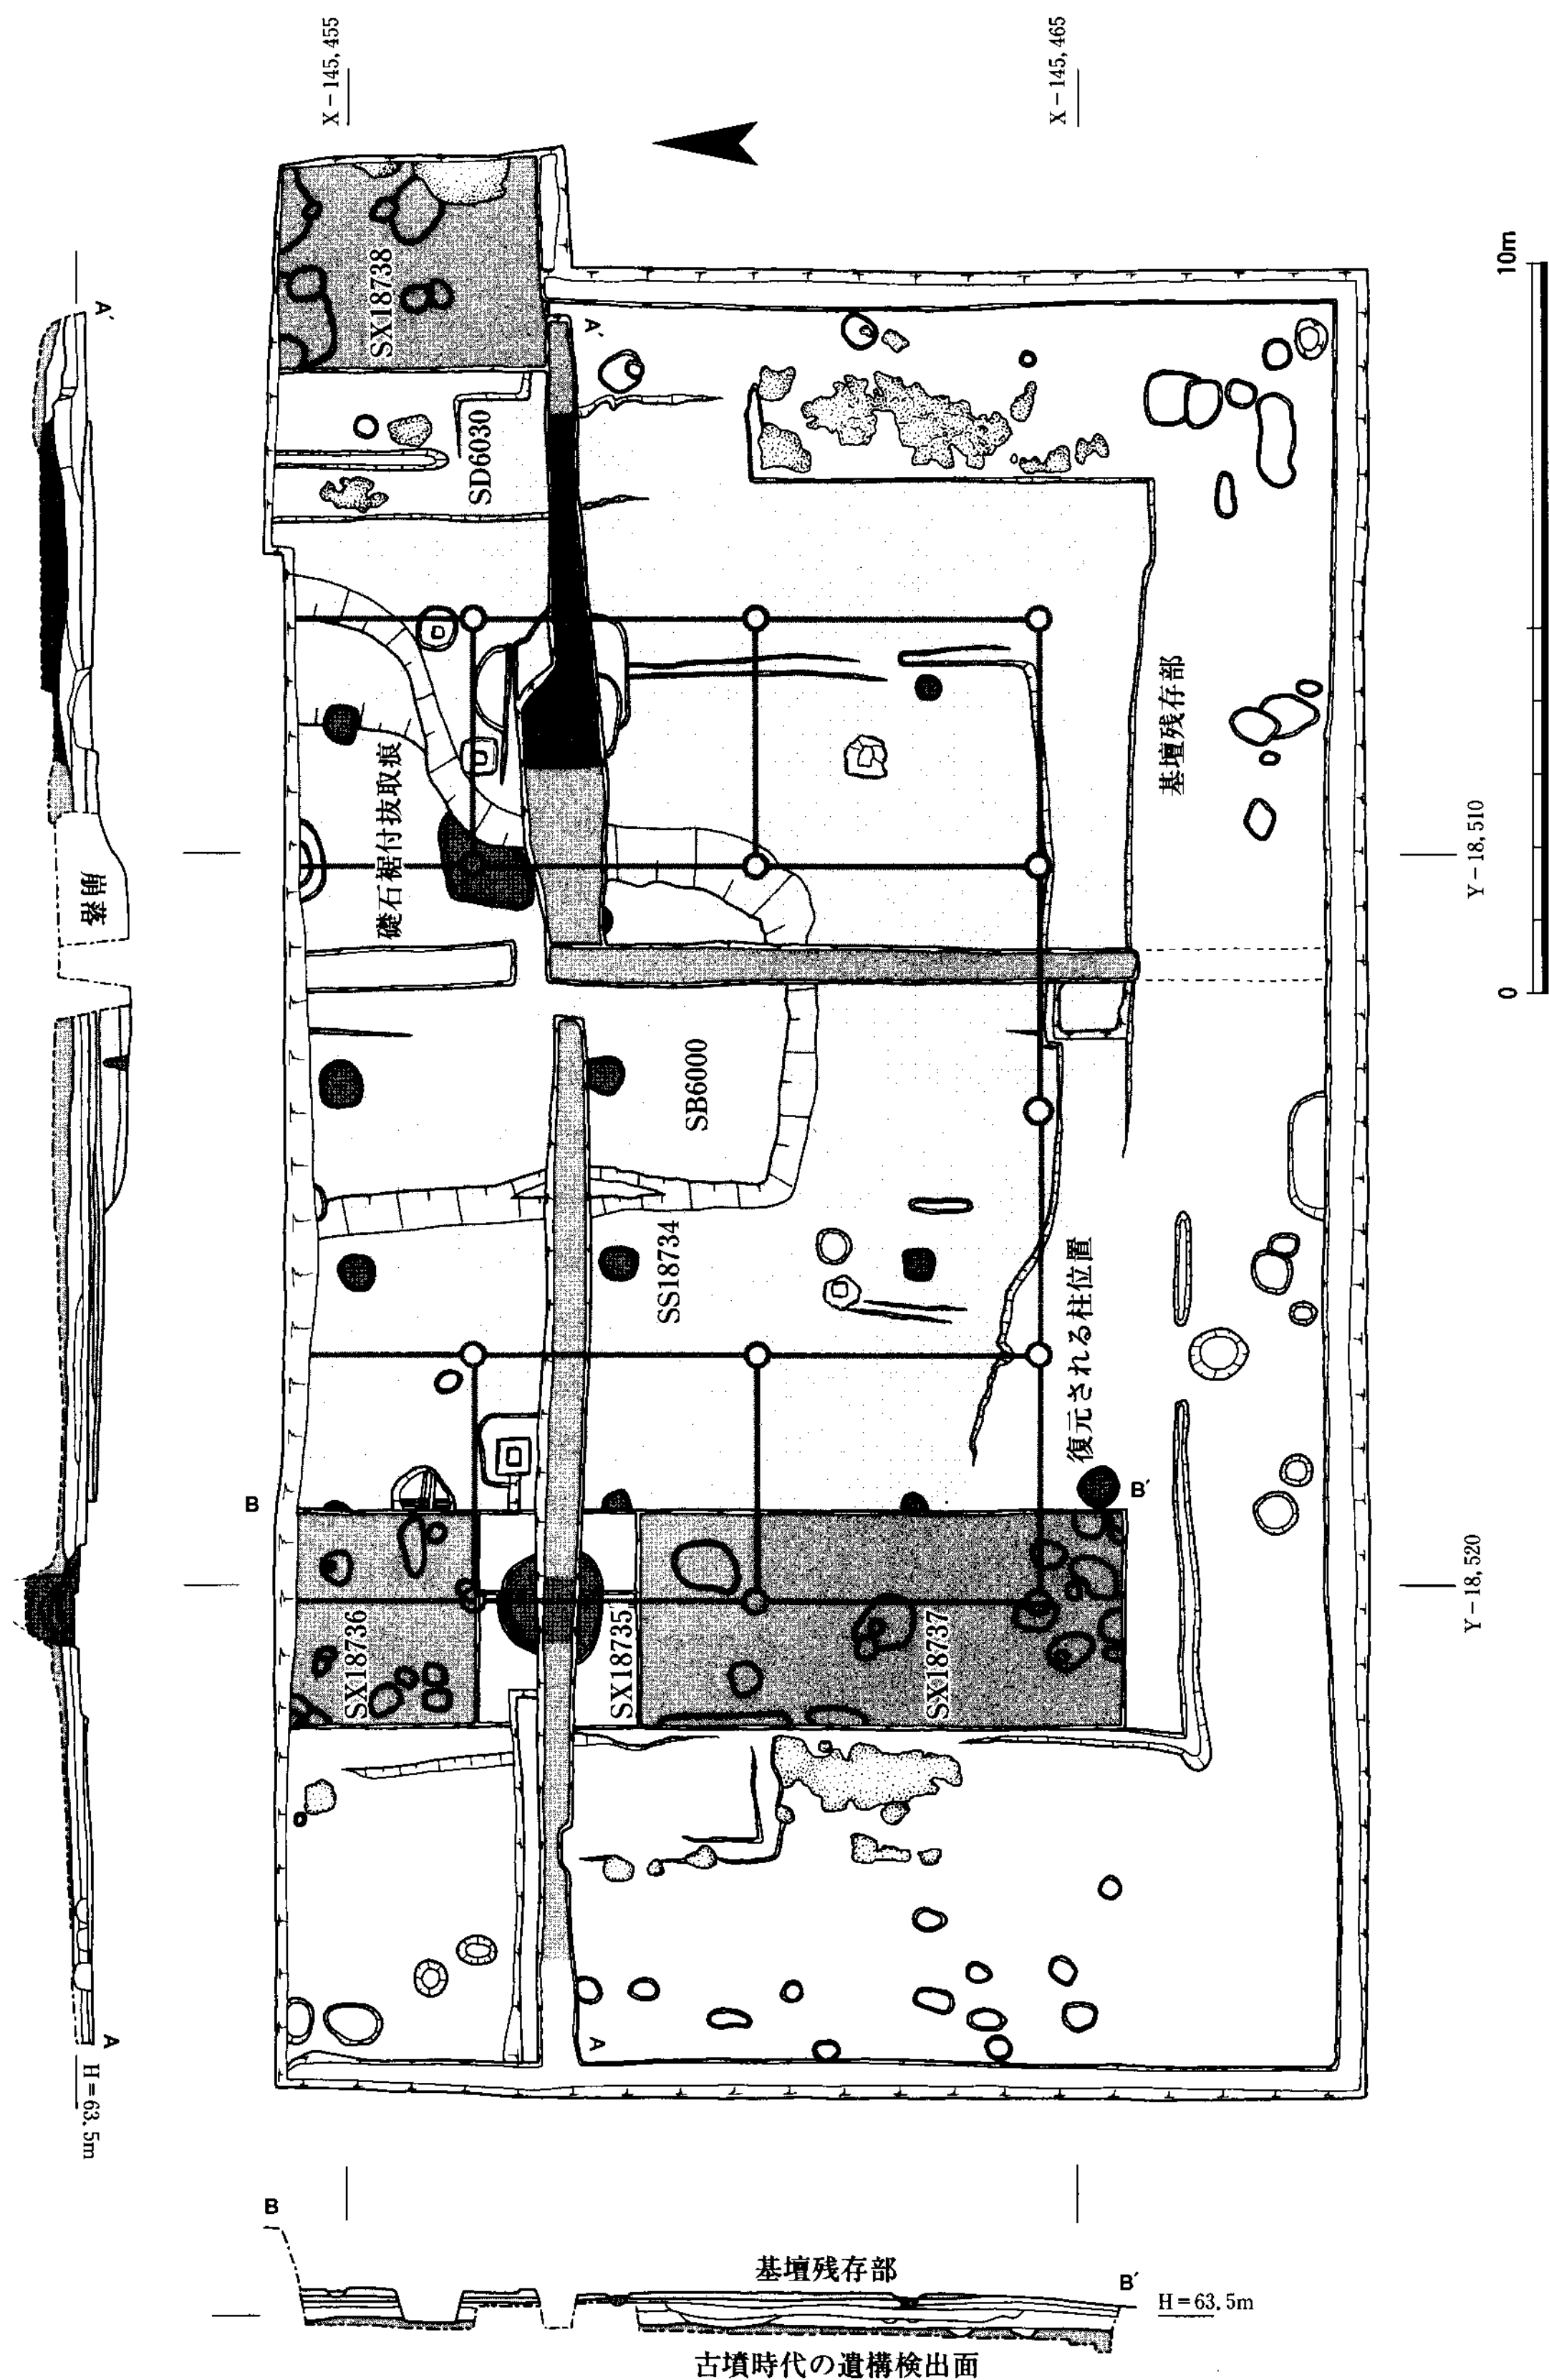 X－145, 455
X－145, 465
10m
0
SX18738
A′
A′
SD6030
基壇残存部
Y－18, 510
礎石裾付抜取痕
崩落
SB6000
SS18734
復元される柱位置
B
B′
Y－18, 520
SX18736
SX18735
SX18737
A
A
H＝63. 5m
B
基壇残存部
B′
H＝63. 5m
古墳時代の遺構検出面